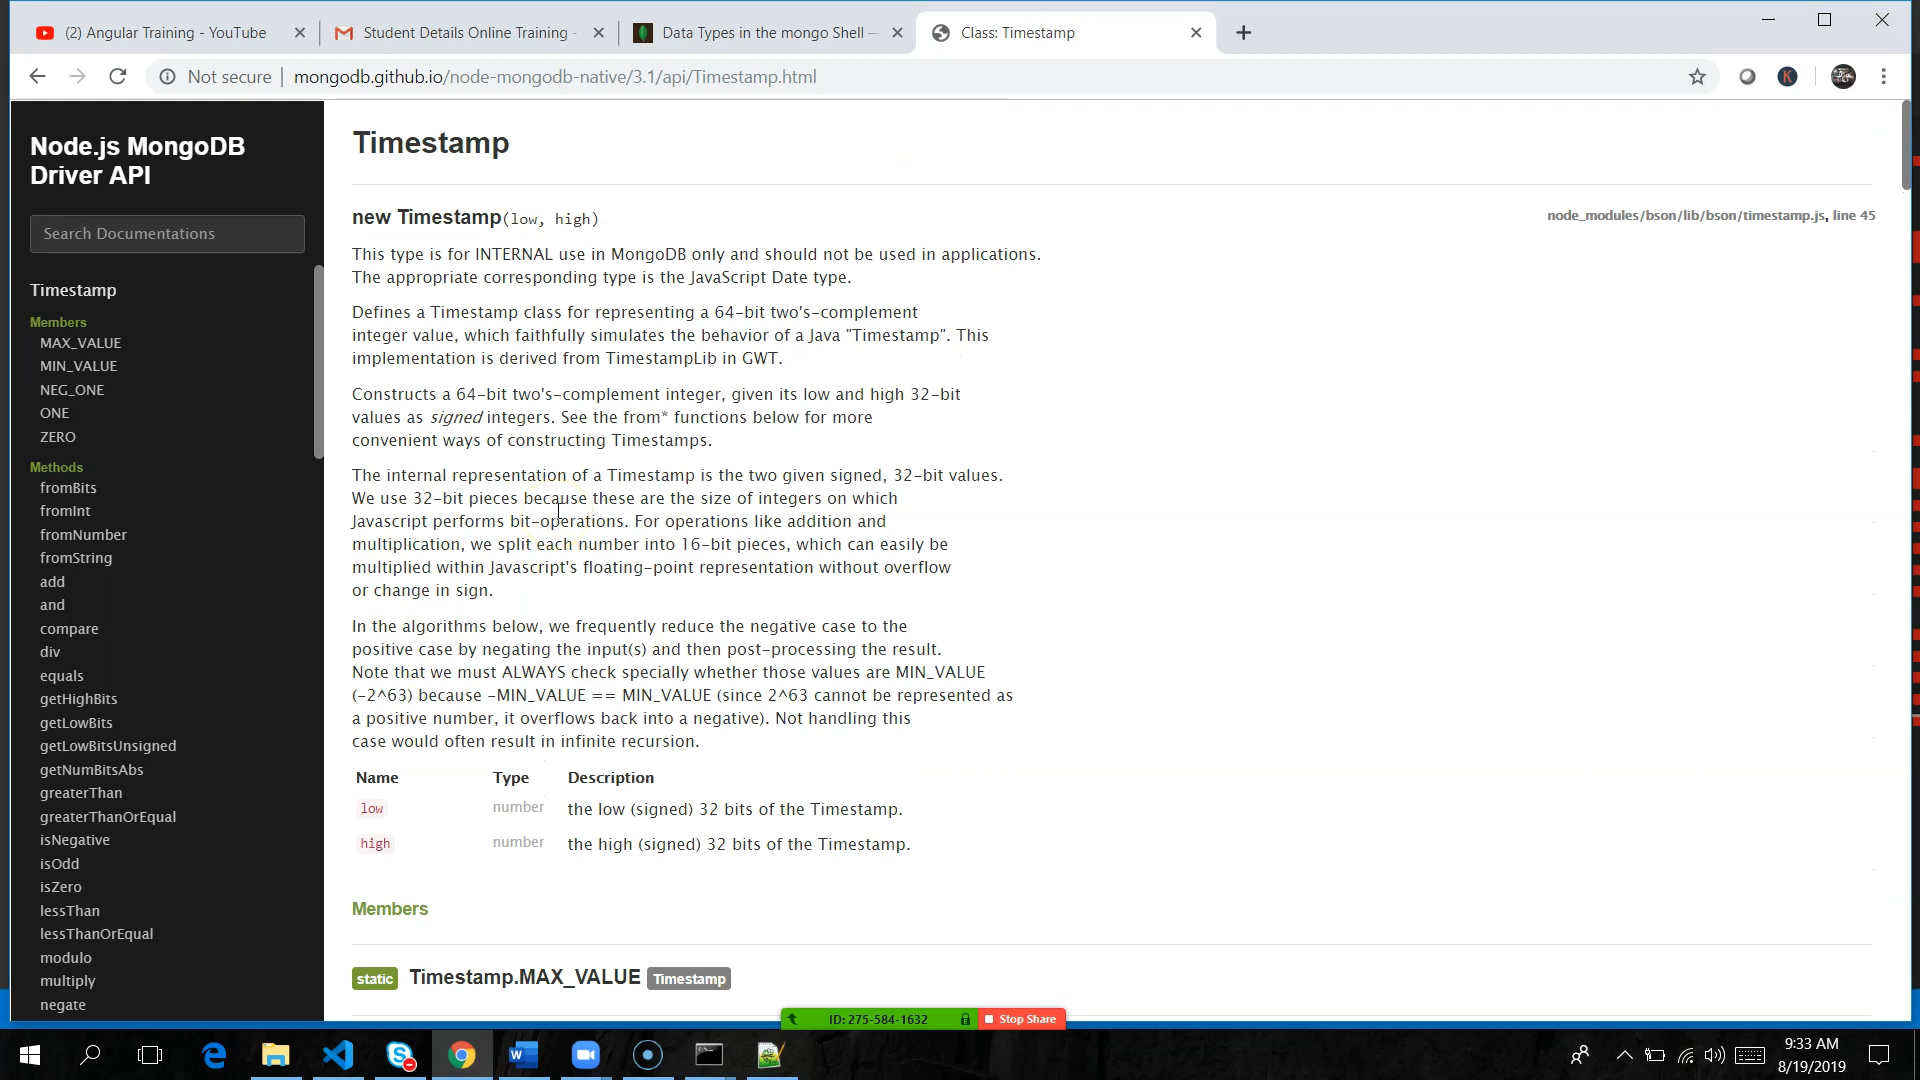 (2) Angular Training - YouTube
Student Details Online Training -
Data Types in the mongo Shell —
Class: Timestamp
Not secure | mongodb.github.io/node-mongodb-native/3.1/api/Timestamp.html
K
Node.js MongoDB
Driver API
Search Documentations
Timestamp
Members
MAX_VALUE
MIN_VALUE
NEG_ONE
ONE
ZERO
Methods
fromBits
fromInt
fromNumber
fromString
add
and
compare
div
equals
getHighBits
getLowBits
getLowBitsUnsigned
getNumBitsAbs
greaterThan
greaterThanOrEqual
isNegative
isOdd
isZero
lessThan
lessThanOrEqual
modulo
multiply
negate
Timestamp
new Timestamp(low, high)
node_modules/bson/lib/bson/timestamp.js, line 45
This type is for INTERNAL use in MongoDB only and should not be used in applications.
The appropriate corresponding type is the JavaScript Date type.
Defines a Timestamp class for representing a 64-bit two's-complement
integer value, which faithfully simulates the behavior of a Java "Timestamp". This
implementation is derived from TimestampLib in GWT.
Constructs a 64-bit two's-complement integer, given its low and high 32-bit
values as signed integers. See the from* functions below for more
convenient ways of constructing Timestamps.
The internal representation of a Timestamp is the two given signed, 32-bit values.
We use 32-bit pieces because these are the size of integers on which
Javascript performs bit-operations. For operations like addition and
multiplication, we split each number into 16-bit pieces, which can easily be
multiplied within Javascript's floating-point representation without overflow
or change in sign.
In the algorithms below, we frequently reduce the negative case to the
positive case by negating the input(s) and then post-processing the result.
Note that we must ALWAYS check specially whether those values are MIN_VALUE
(-2^63) because -MIN_VALUE == MIN_VALUE (since 2^63 cannot be represented as
a positive number, it overflows back into a negative). Not handling this
case would often result in infinite recursion.
Name Type Description
low number the low (signed) 32 bits of the Timestamp.
high number the high (signed) 32 bits of the Timestamp.
Members
static Timestamp.MAX_VALUE Timestamp
ID: 275-584-1632 Stop Share
9:33 AM
8/19/2019